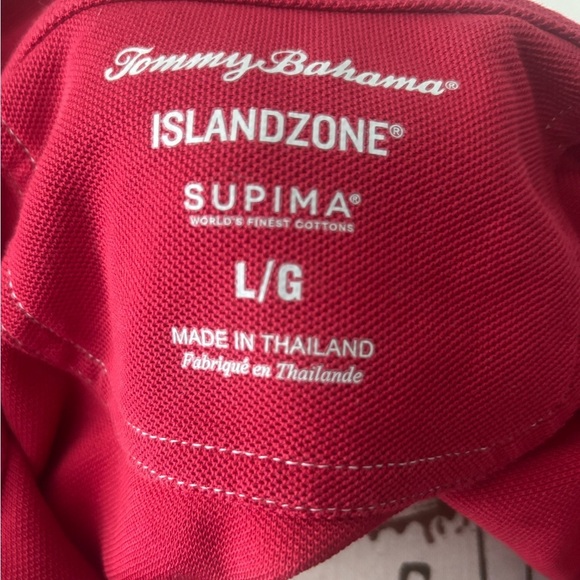 Tommy Bahama®
ISLANDZONE®
SUPIMA®
WORLD'S FINEST COTTONS
L/G
MADE IN THAILAND
Fabriqué en Thaïlande